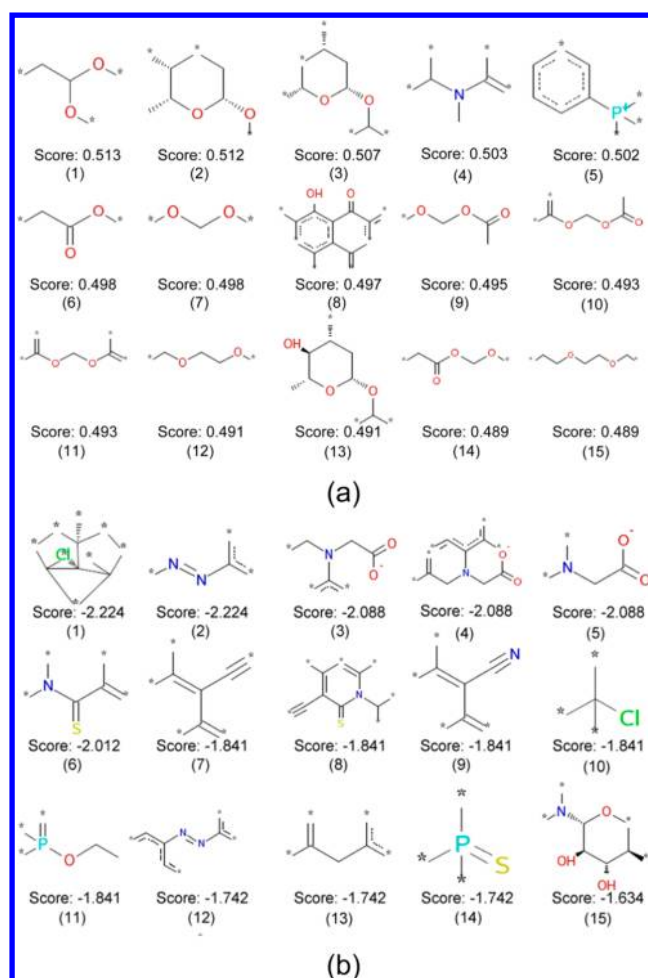 Score: 0.513 Score: 0.512 Score: 0.507 Score: 0.503 Score: 0.502
(1) (2) (3) (4) (5)
Score: 0.498 Score: 0.498 Score: 0.497 Score: 0.495 Score: 0.493
(6) (7) (8) (9) (10)
Score: 0.493 Score: 0.491 Score: 0.491 Score: 0.489 Score: 0.489
(11) (12) (13) (14) (15)
(a)
Score: -2.224 Score: -2.224 Score: -2.088 Score: -2.088 Score: -2.088
(1) (2) (3) (4) (5)
Score: -2.012 Score: -1.841 Score: -1.841 Score: -1.841 Score: -1.841
(6) (7) (8) (9) (10)
Score: -1.841 Score: -1.742 Score: -1.742 Score: -1.742 Score: -1.634
(11) (12) (13) (14) (15)
(b)